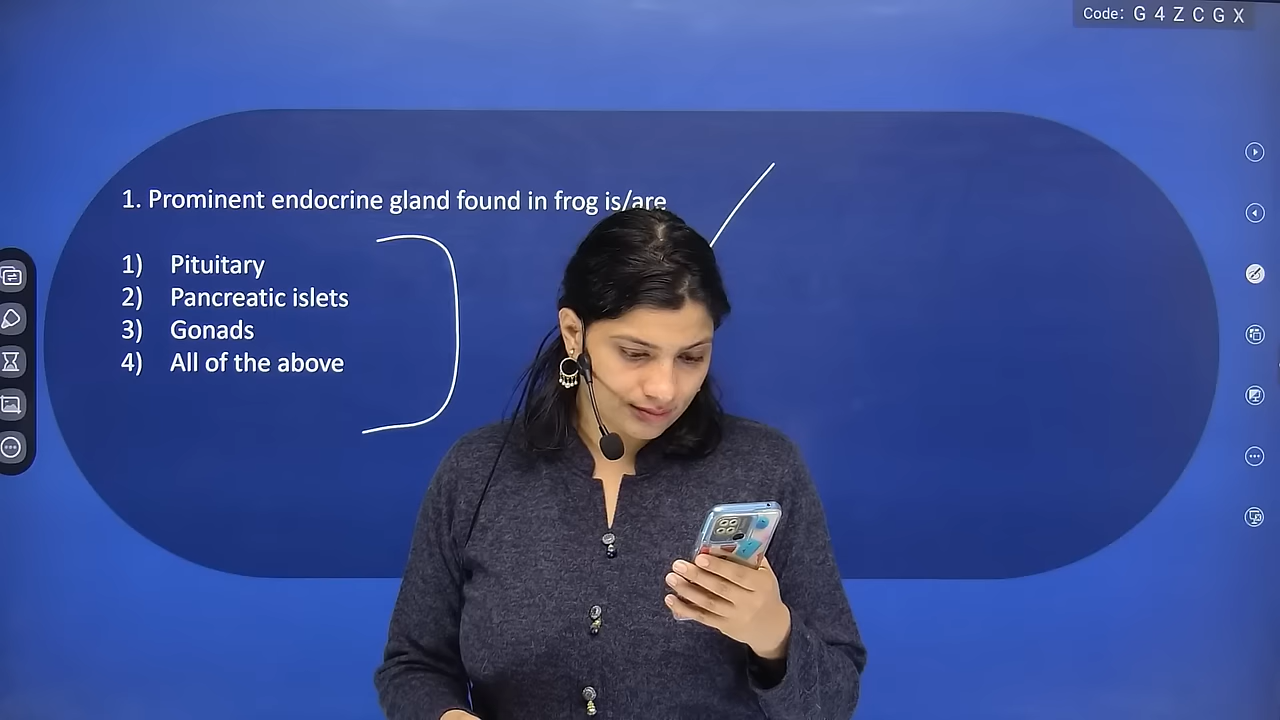 Code: G 4 Z C G X
1. Prominent endocrine gland found in frog is/are
1) Pituitary
2) Pancreatic islets
3) Gonads
4) All of the above